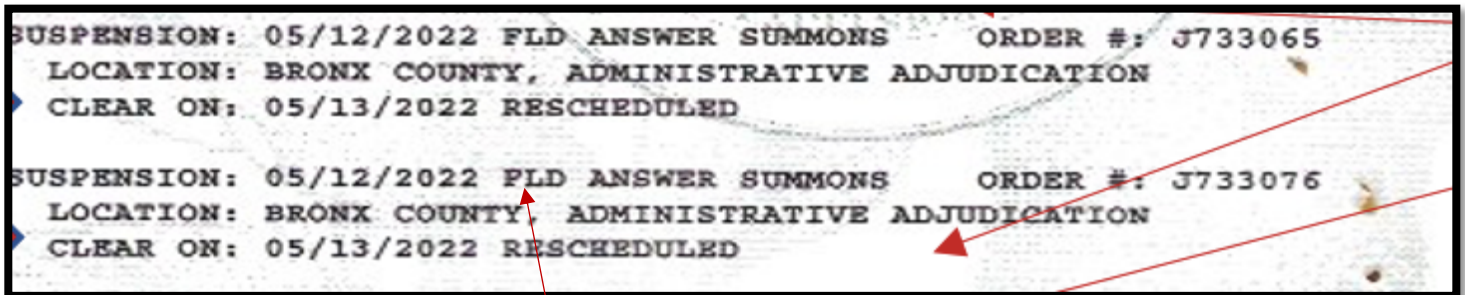 SUSPENSION: 05/12/2022 FLD ANSWER SUMMONS ORDER #: J733065
LOCATION: BRONX COUNTY, ADMINISTRATIVE ADJUDICATION
CLEAR ON: 05/13/2022 RESCHEDULED
SUSPENSION: 05/12/2022 FLD ANSWER SUMMONS ORDER #: J733076
LOCATION: BRONX COUNTY, ADMINISTRATIVE ADJUDICATION
CLEAR ON: 05/13/2022 RESCHEDULED